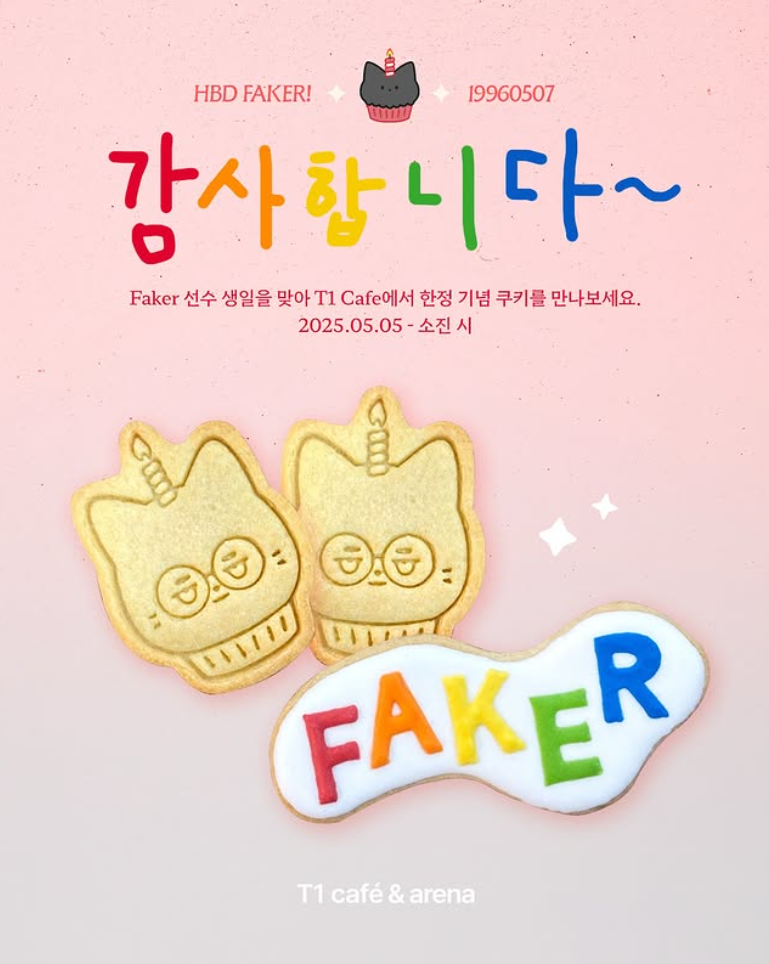 HBD FAKER! 19960507
감사합니다~
Faker 선수 생일을 맞아 T1 Cafe에서 한정 기념 쿠키를 만나보세요.
2025.05.05 - 소진 시
FAKER
T1 café & arena